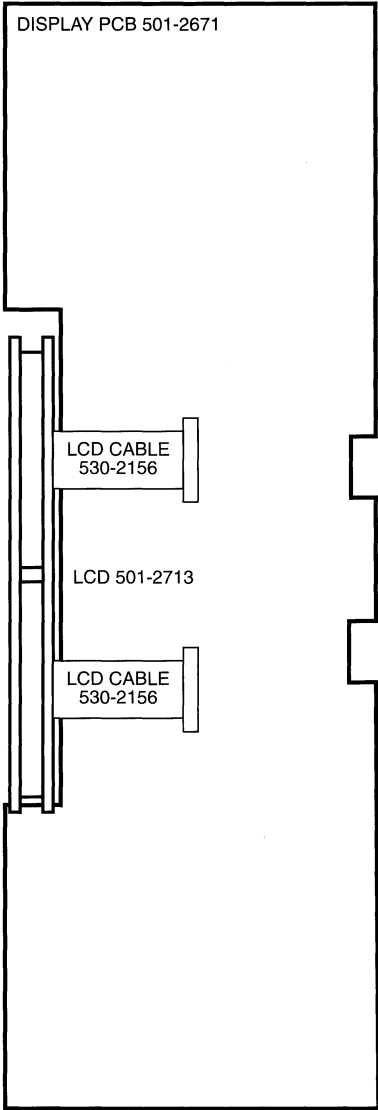 DISPLAY PCB 501-2671
LCD CABLE
530-2156
LCD 501-2713
LCD CABLE
530-2156